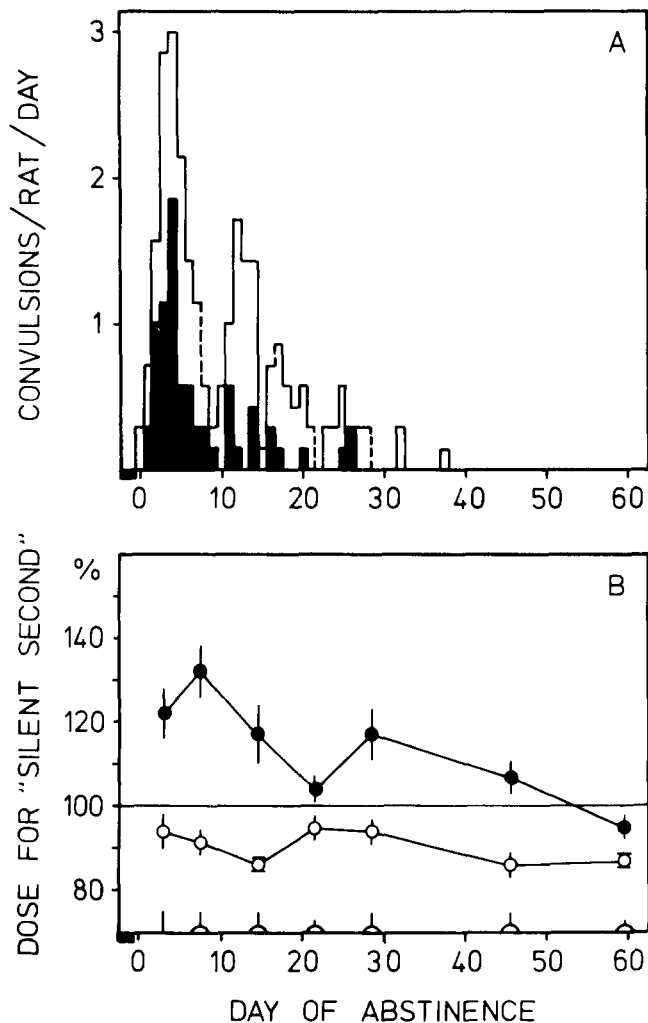 A
CONVULSIONS/RAT/DAY
3
2
1
0 10 20 30 40 50 60
B
DOSE FOR "SILENT SECOND"
%
140
120
100
80
0 10 20 30 40 50 60
DAY OF ABSTINENCE